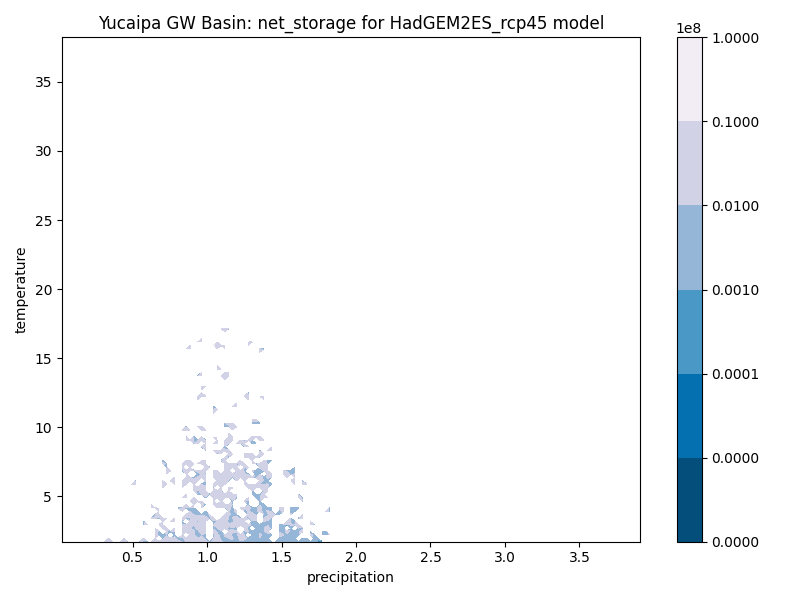 Yucaipa GW Basin: net_storage for HadGEM2ES_rcp45 model
1e8
1.0000
0.1000
0.0100
0.0010
0.0001
0.0000
0.0000
temperature
35
30
25
20
15
10
5
0.5 1.0 1.5 2.0 2.5 3.0 3.5
precipitation